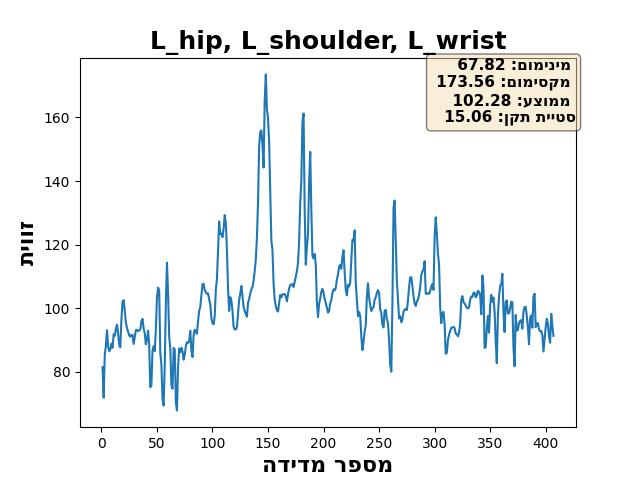 L_hip, L_shoulder, L_wrist
מינימום: 67.82
מקסימום: 173.56
ממוצע: 102.28
סטיית תקן: 15.06
זווית
160
140
120
100
80
0 50 100 150 200 250 300 350 400
מספר מדידה